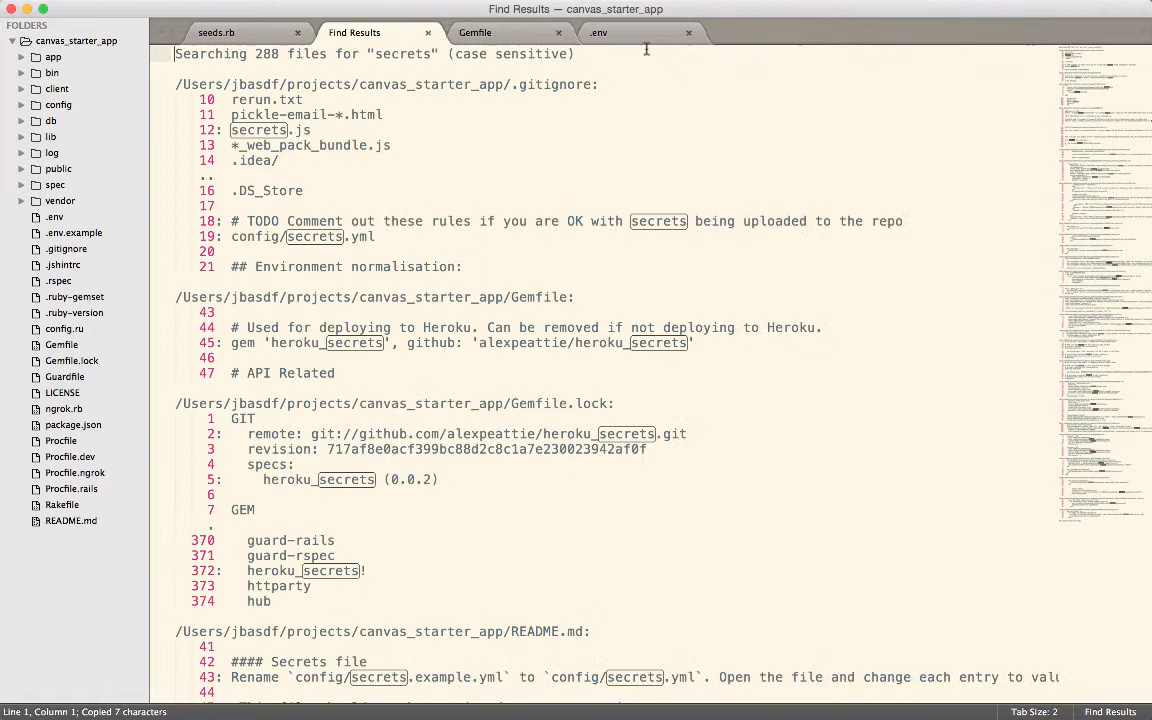 Find Results — canvas_starter_app
FOLDERS
canvas_starter_app
app
bin
client
config
db
lib
log
public
spec
vendor
.env
.env.example
.gitignore
.jshintrc
.rspec
.ruby-gemset
.ruby-version
config.ru
Gemfile
Gemfile.lock
Guardfile
LICENSE
ngrok.rb
package.json
Procfile
Procfile.dev
Procfile.ngrok
Procfile.rails
Rakefile
README.md
seeds.rb
Find Results
Gemfile
.env
Searching 288 files for "secrets" (case sensitive)
/Users/jbasdf/projects/canvas_starter_app/.gitignore:
10 rerun.txt
11 pickle-email-*.html
12: secrets.js
13 *_web_pack_bundle.js
14 .idea/
..
16 .DS_Store
17
18: # TODO Comment out these rules if you are OK with secrets being uploaded to the repo
19: config/secrets.yml
20
21 ## Environment normalisation:
/Users/jbasdf/projects/canvas_starter_app/Gemfile:
43
44 # Used for deploying to Heroku. Can be removed if not deploying to Heroku.
45: gem 'heroku_secrets', github: 'alexpeattie/heroku_secrets'
46
47 # API Related
/Users/jbasdf/projects/canvas_starter_app/Gemfile.lock:
1 GIT
2: remote: git://github.com/alexpeattie/heroku_secrets.git
3 revision: 717af8e0acf399bc88d2c8c1a7e230023942af0f
4 specs:
5: heroku_secrets (0.0.2)
6
7 GEM
.
370 guard-rails
371 guard-rspec
372: heroku_secrets!
373 httparty
374 hub
/Users/jbasdf/projects/canvas_starter_app/README.md:
41
42 #### Secrets file
43: Rename `config/secrets.example.yml` to `config/secrets.yml`. Open the file and change each entry to valu
44
Line 1, Column 1; Copied 7 characters
Tab Size: 2
Find Results